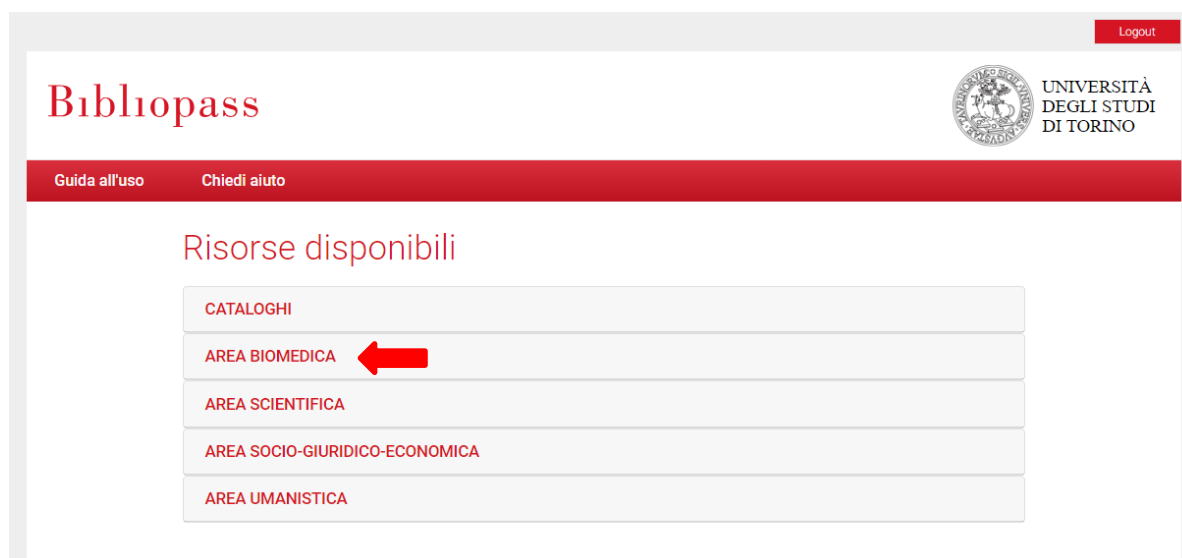 Logout
Bıblıopass
UNIVERSITÀ
DEGLI STUDI
DI TORINO
Guida all'uso
Chiedi aiuto
Risorse disponibili
CATALOGHI
AREA BIOMEDICA
AREA SCIENTIFICA
AREA SOCIO-GIURIDICO-ECONOMICA
AREA UMANISTICA